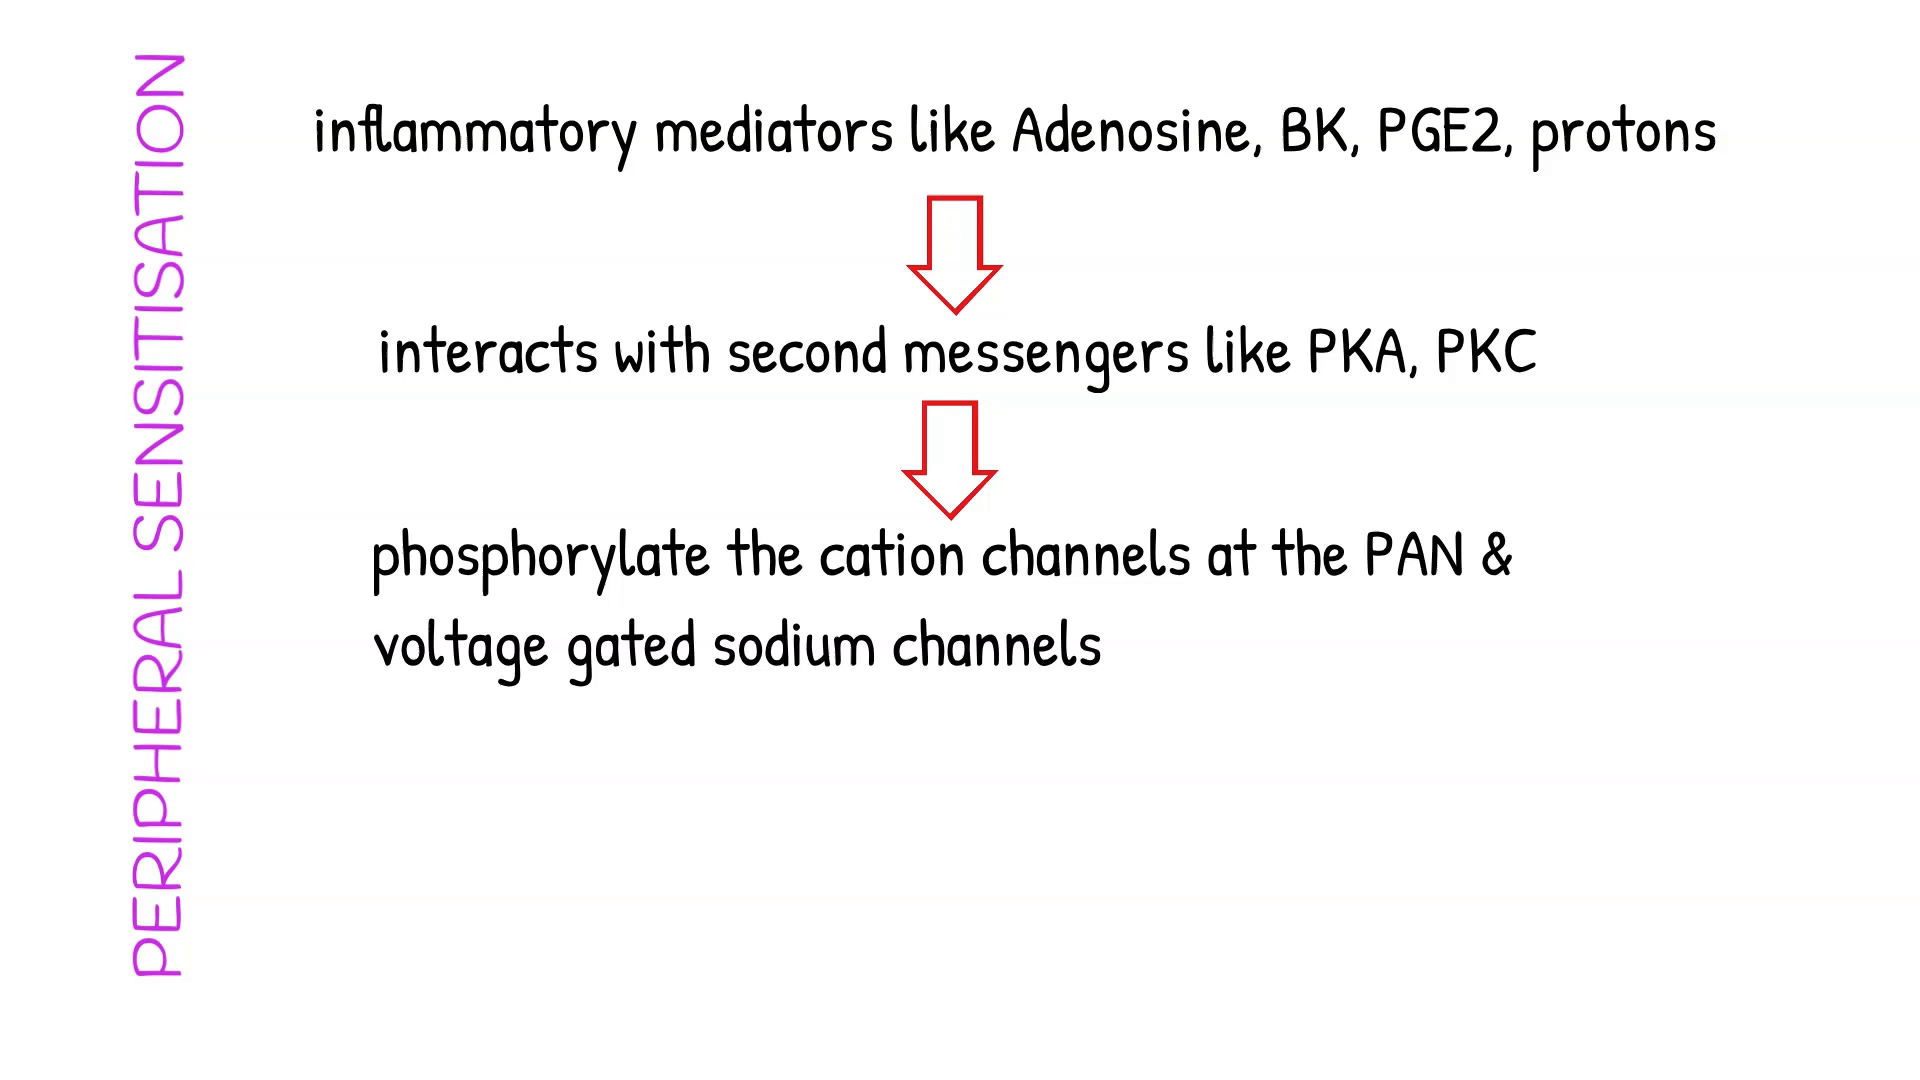 PERIPHERAL SENSITISATION
inflammatory mediators like Adenosine, BK, PGE2, protons
interacts with second messengers like PKA, PKC
phosphorylate the cation channels at the PAN &
voltage gated sodium channels